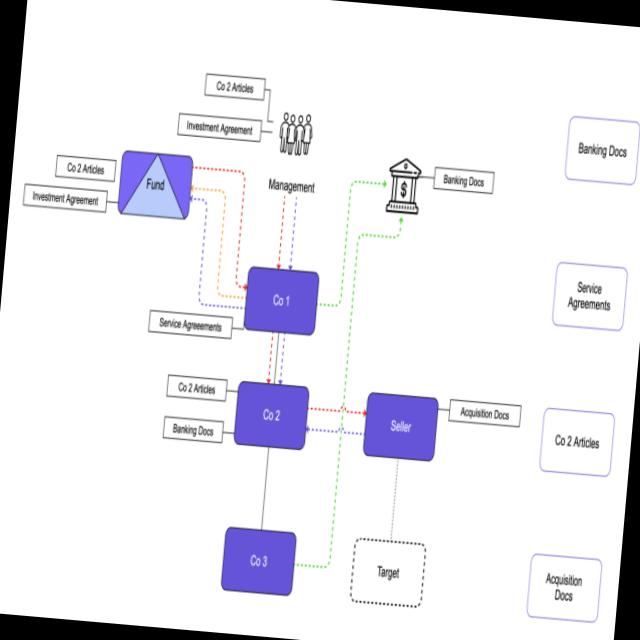 Co 2 Articles
Investment Agreement
Banking Docs
Co 2 Articles
Investment Agreement
Fund
Management
$
Banking Docs
Service
Agreements
Co 1
Service Agreeements
Co 2 Articles
Banking Docs
Co 2
Seller
Acquisition Docs
Co 2 Articles
Co 3
Target
Acquisition
Docs